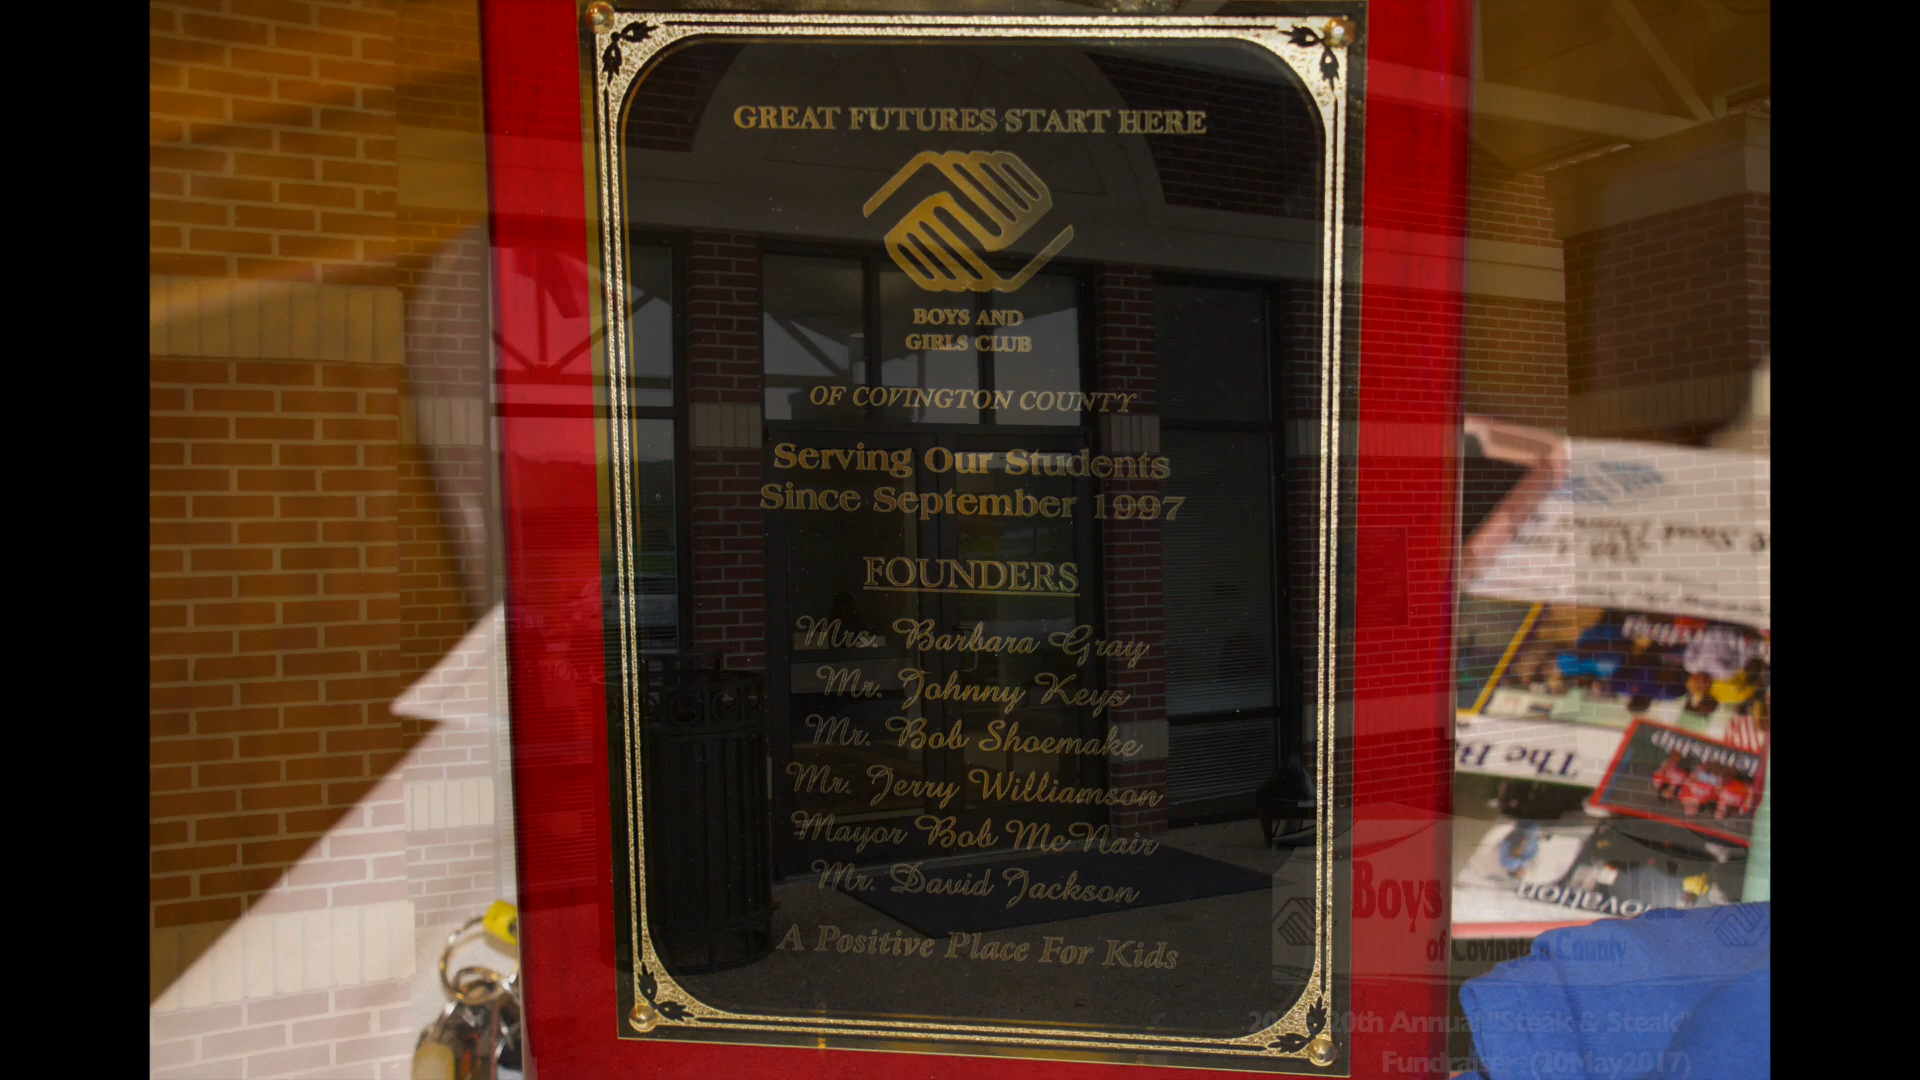 GREAT FUTURES START HERE
BOYS AND
GIRLS CLUB
OF COVINGTON COUNTY
Serving Our Students
Since September 1997
FOUNDERS
Mrs. Barbara Gray
Mr. Johnny Keys
Mr. Bob Shoemake
Mr. Jerry Williamson
Mayor Bob McNair
Mr. David Jackson
A Positive Place For Kids
The B
Boys
of Covington County
20th Annual "Steak & Steak"
Fundraiser (20May2017)